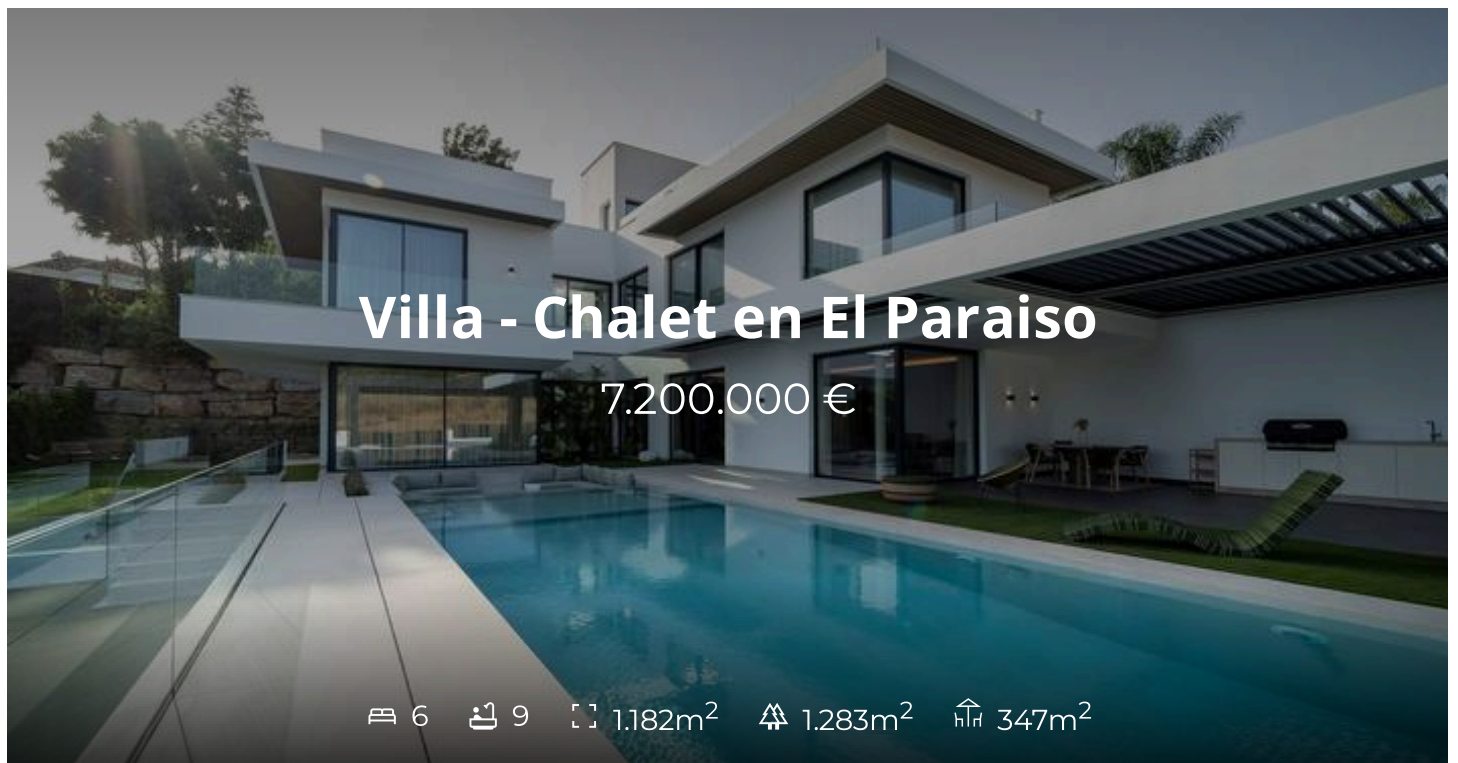 Villa - Chalet en El Paraiso
7.200.000 €
6 9 1.182m² 1.283m² 347m²